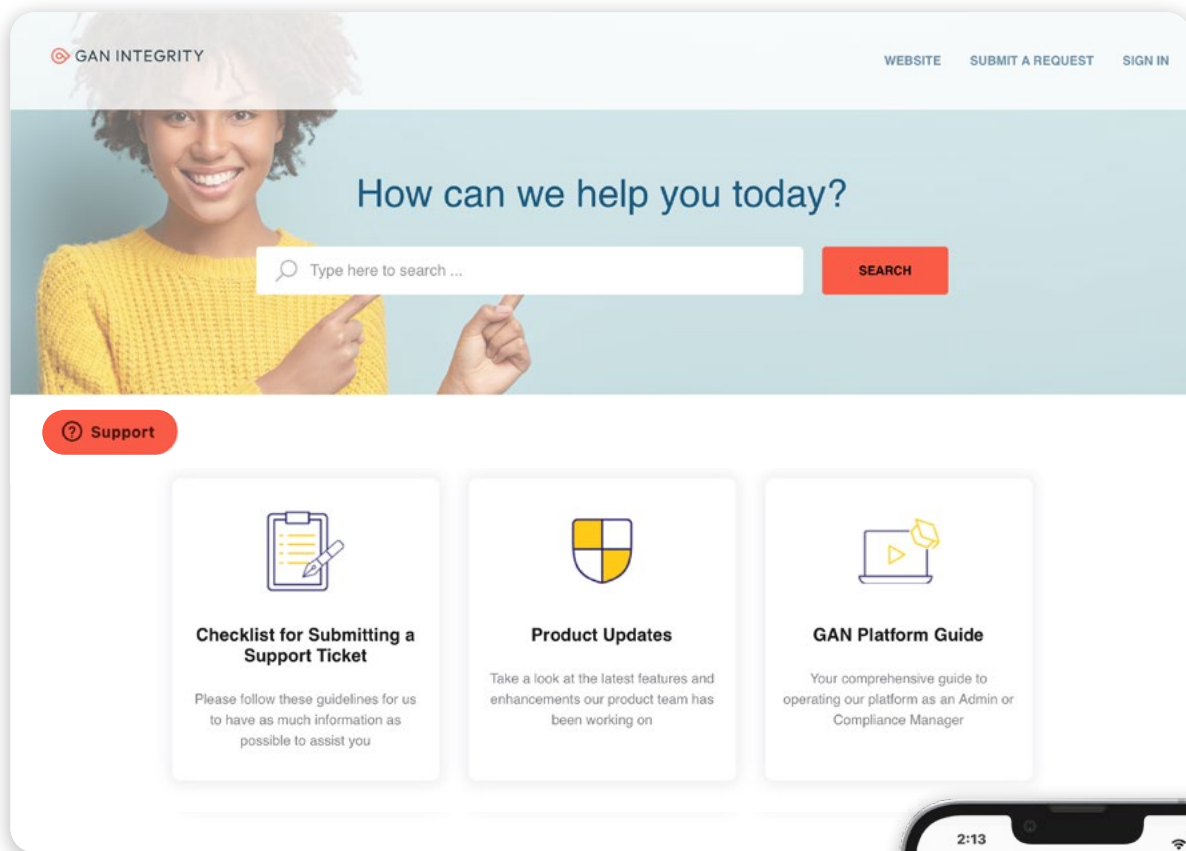 GAN INTEGRITY
WEBSITE SUBMIT A REQUEST SIGN IN
How can we help you today?
Type here to search ...
SEARCH
? Support
Checklist for Submitting a
Support Ticket
Please follow these guidelines for us
to have as much information as
possible to assist you
Product Updates
Take a look at the latest features and
enhancements our product team has
been working on
GAN Platform Guide
Your comprehensive guide to
operating our platform as an Admin or
Compliance Manager
2:13